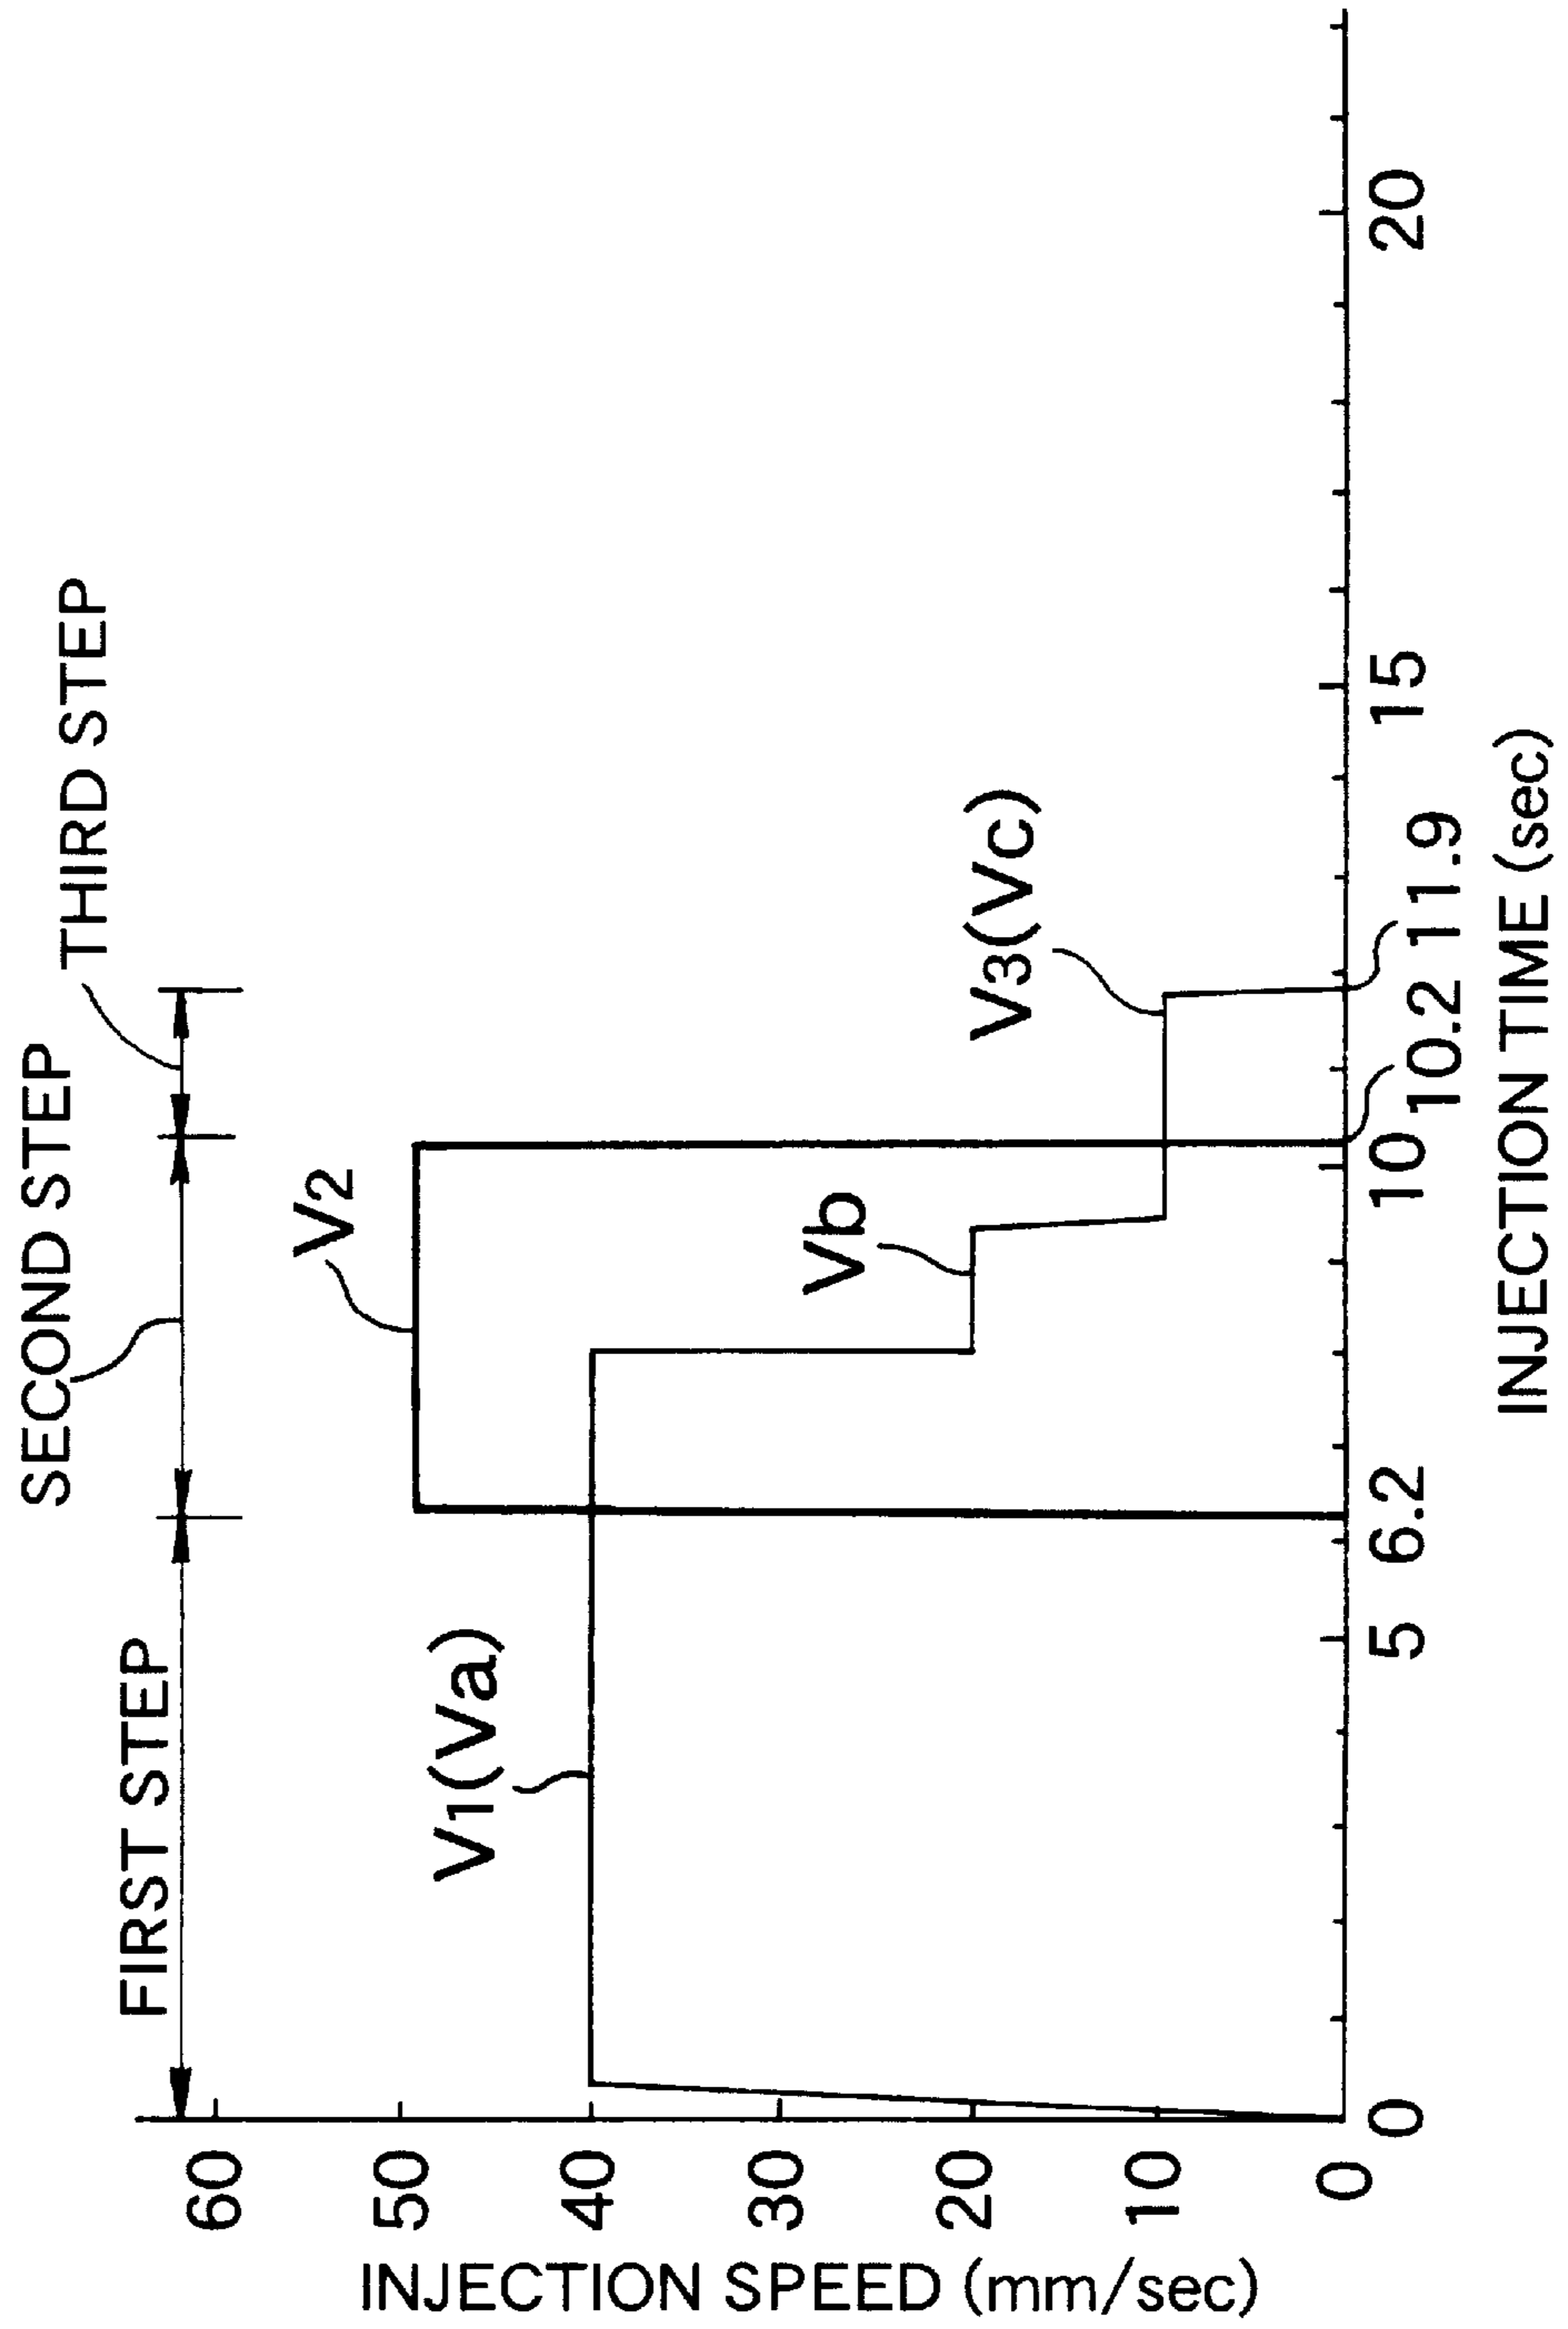 SECOND STEP
THIRD STEP
FIRST STEP
V2
V1(Va)
Vb
V3(Vc)
60
50
40
30
20
10
0
INJECTION SPEED (mm/sec)
0
5
6.2
10
15
20
10.2
11.9
INJECTION TIME (sec)